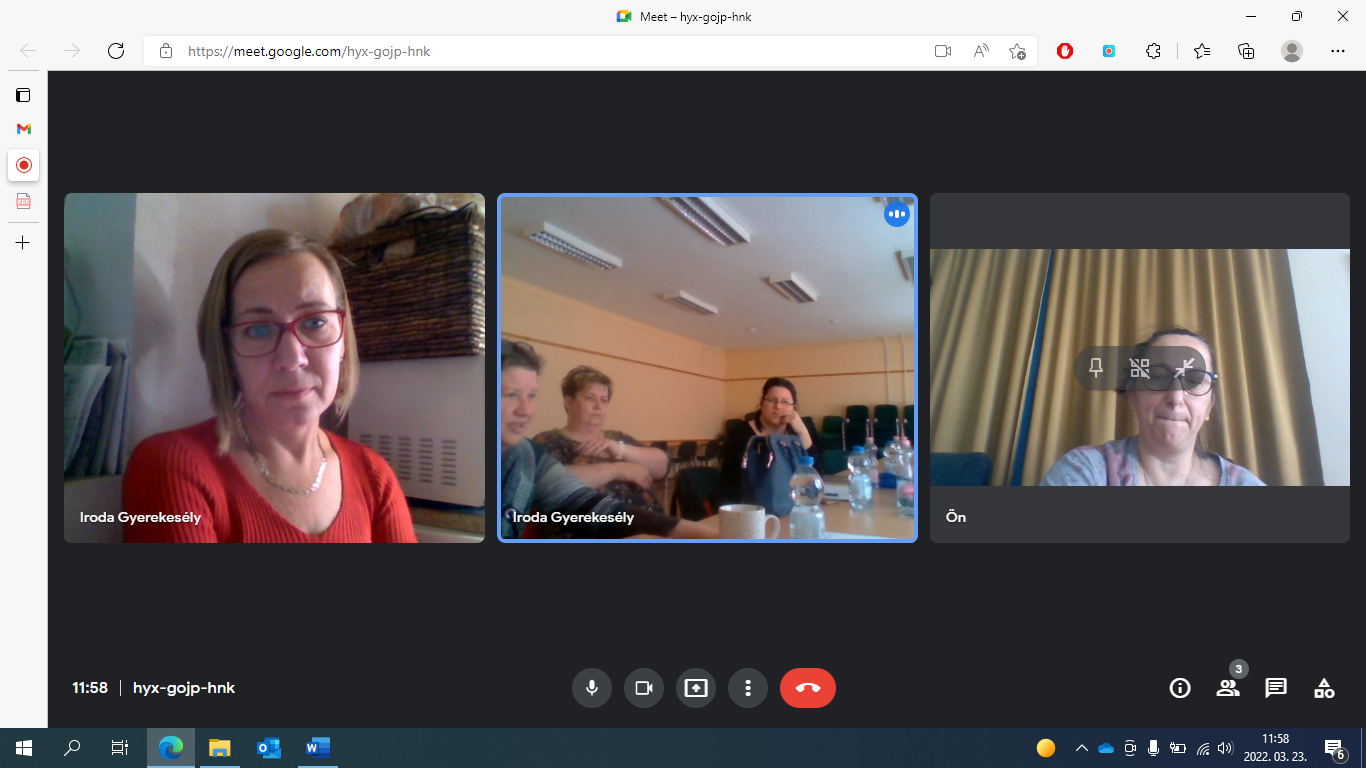 Meet – hyx-gojp-hnk
https://meet.google.com/hyx-gojp-hnk
PDF
Iroda Gyerekesély
Iroda Gyerekesély
Ön
11:58 | hyx-gojp-hnk
3
11:58
2022. 03. 23.
6